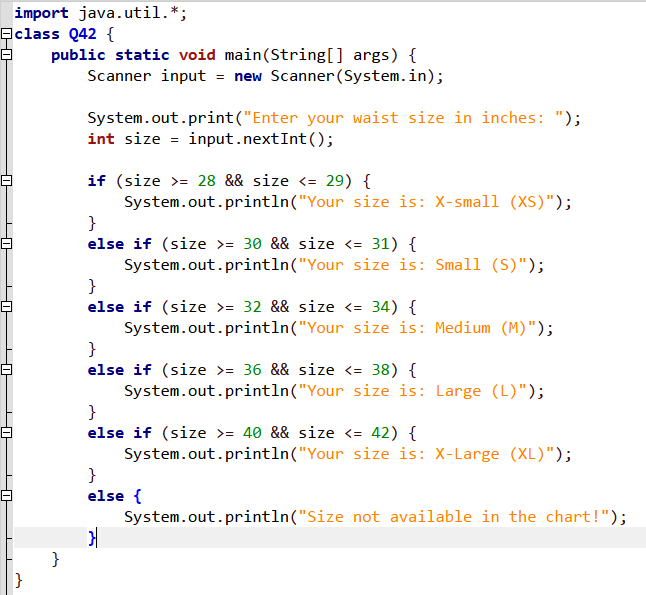 import java.util.*;
class Q42 {
    public static void main(String[] args) {
        Scanner input = new Scanner(System.in);

        System.out.print("Enter your waist size in inches: ");
        int size = input.nextInt();

        if (size >= 28 && size <= 29) {
            System.out.println("Your size is: X-small (XS)");
        }
        else if (size >= 30 && size <= 31) {
            System.out.println("Your size is: Small (S)");
        }
        else if (size >= 32 && size <= 34) {
            System.out.println("Your size is: Medium (M)");
        }
        else if (size >= 36 && size <= 38) {
            System.out.println("Your size is: Large (L)");
        }
        else if (size >= 40 && size <= 42) {
            System.out.println("Your size is: X-Large (XL)");
        }
        else {
            System.out.println("Size not available in the chart!");
        }
    }
}